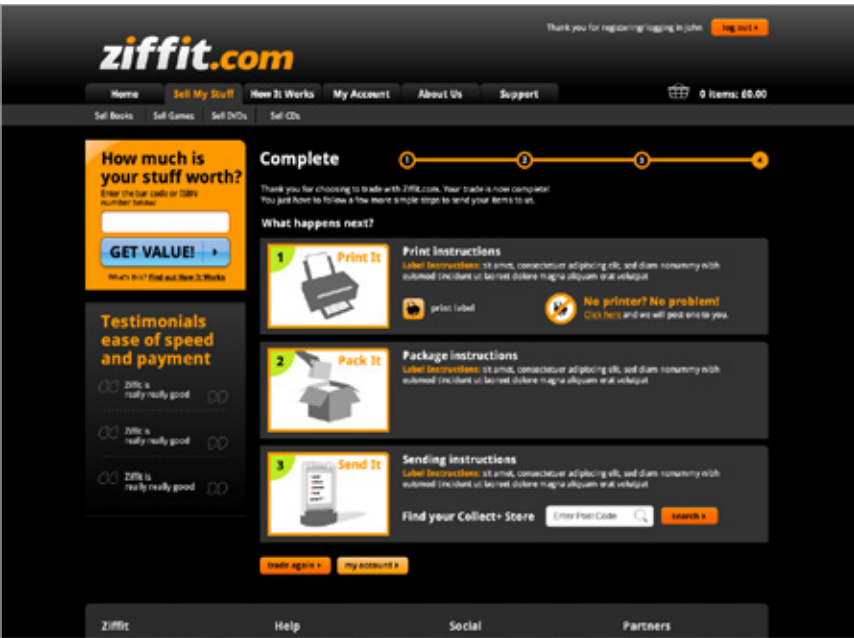 Thank you for registering/logging in john
log out
ziffit.com
Home
Sell My Stuff
How It Works
My Account
About Us
Support
0 items: £0.00
Sell Books
Sell Games
Sell DVDs
Sell CDs
How much is
your stuff worth?
Enter the bar code or ISBN
number below:
GET VALUE!
What's this? Find out How It Works
Testimonials
ease of speed
and payment
Ziffit is
really really good
Ziffit is
really really good
Ziffit is
really really good
Complete
1
2
3
4
Thank you for choosing to trade with Ziffit.com. Your trade is now complete!
You just have to follow a few more simple steps to send your items to us.
What happens next?
1
Print It
Print instructions
Label Instructions: sit amet, consectetuer adipiscing elit, sed diam nonummy nibh
euismod tincidunt ut laoreet dolore magna aliquam erat volutpat
print label
No printer? No problem!
Click here and we will post one to you.
2
Pack It
Package instructions
Label Instructions: sit amet, consectetuer adipiscing elit, sed diam nonummy nibh
euismod tincidunt ut laoreet dolore magna aliquam erat volutpat
3
Send It
Sending instructions
Label Instructions: sit amet, consectetuer adipiscing elit, sed diam nonummy nibh
euismod tincidunt ut laoreet dolore magna aliquam erat volutpat
Find your Collect+ Store
Enter Post Code
search
trade again
my account
Ziffit
Help
Social
Partners